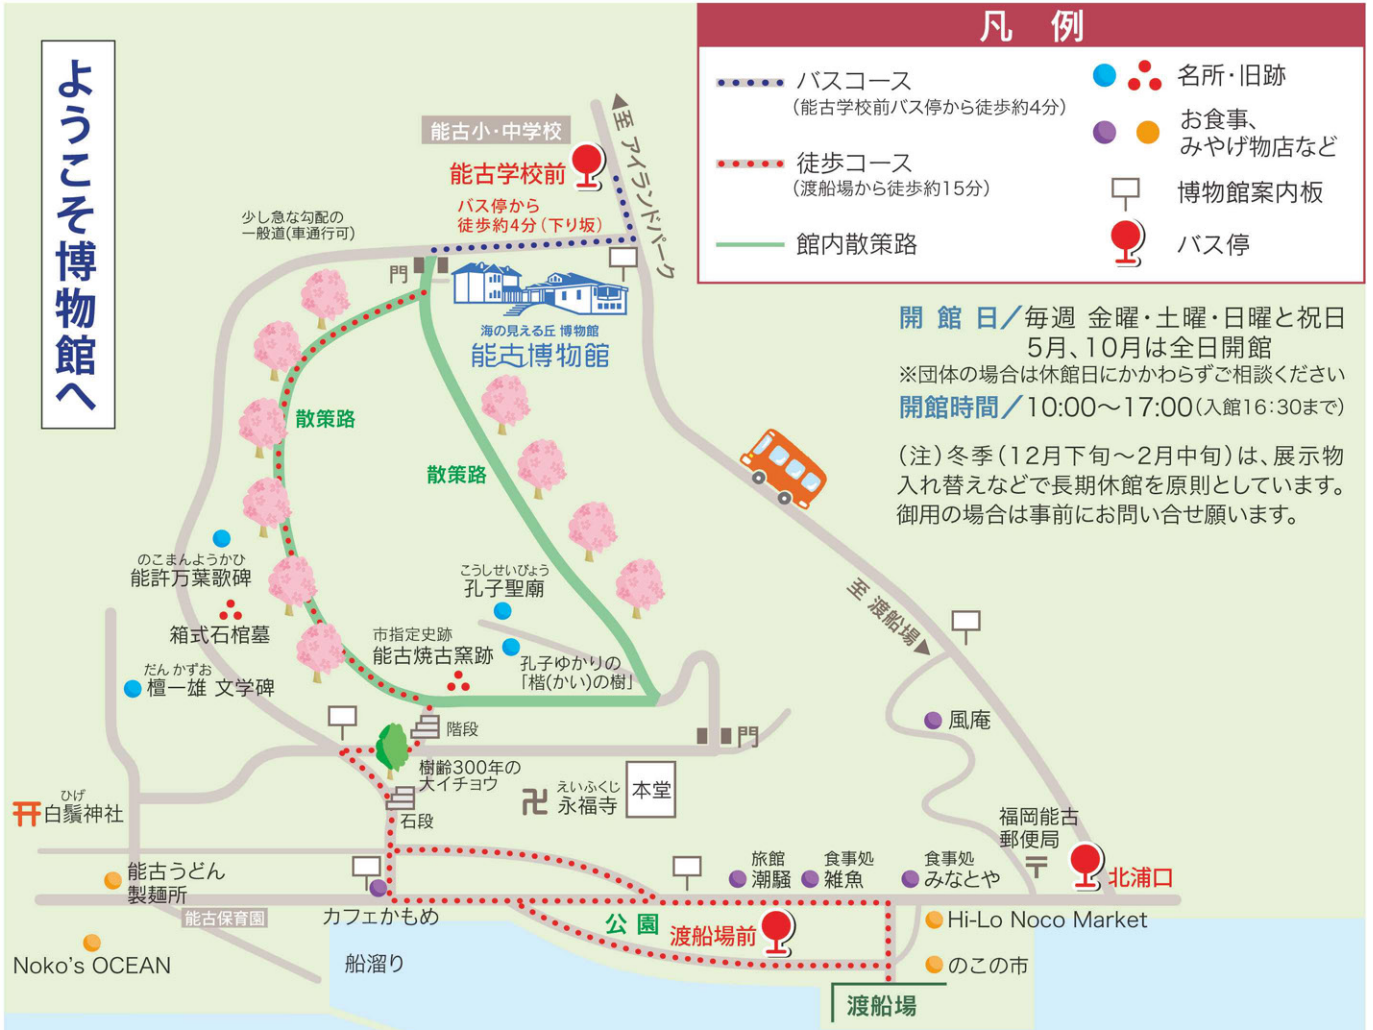 ようこそ博物館へ
凡 例
バスコース
(能古学校前バス停から徒歩約4分)
徒歩コース
(渡船場から徒歩約15分)
館内散策路
名所・旧跡
お食事、
みやげ物店など
博物館案内板
バス停
開 館 日/毎週 金曜・土曜・日曜と祝日
5月、10月は全日開館
※団体の場合は休館日にかかわらずご相談ください
開館時間/10:00〜17:00(入館16:30まで)
(注)冬季(12月下旬〜2月中旬)は、展示物
入れ替えなどで長期休館を原則としています。
御用の場合は事前にお問い合せ願います。
至 アイランドパーク
能古小・中学校
能古学校前
バス停から
徒歩約4分(下り坂)
少し急な勾配の
一般道(車通行可)
門
海の見える丘 博物館
能古博物館
散策路
散策路
のこまんようかひ
能許万葉歌碑
箱式石棺墓
だん かずお
檀一雄 文学碑
こうしせいびょう
孔子聖廟
市指定史跡
能古焼古窯跡
孔子ゆかりの
「楷(かい)の樹」
至 渡船場
風庵
階段
門
樹齢300年の
大イチョウ
石段
えいふくじ
永福寺
本堂
ひげ
白鬚神社
福岡能古
郵便局
北浦口
能古うどん
製麺所
能古保育園
カフェかもめ
旅館
潮騒
食事処
雑魚
食事処
みなとや
公園
渡船場前
Hi-Lo Noco Market
のこの市
Noko's OCEAN
船溜り
渡船場